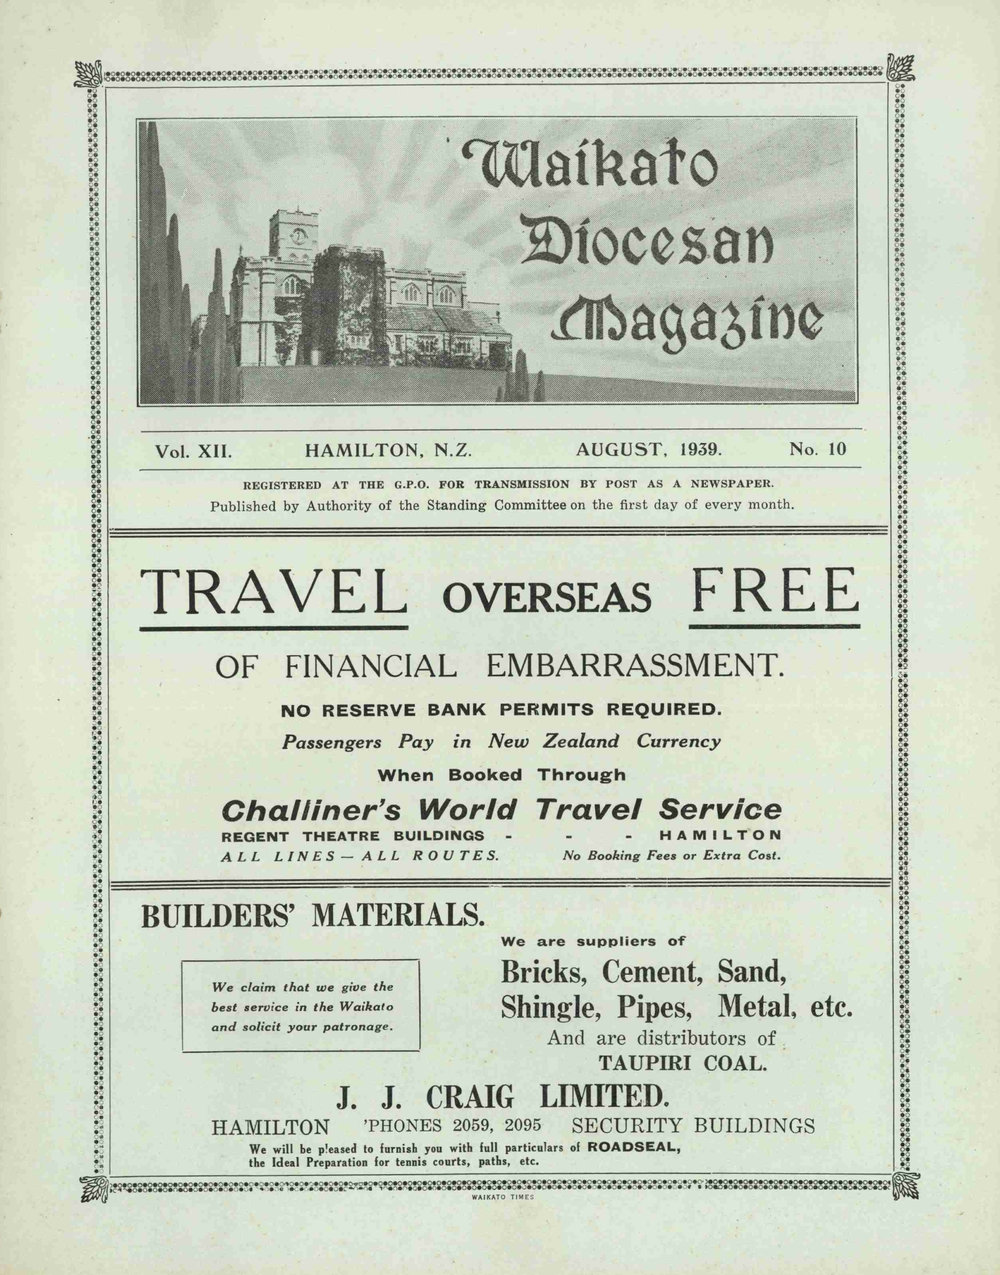 Waikato
Diocesan
Magazine
Vol. XII. HAMILTON, N.Z. AUGUST, 1939. No. 10
REGISTERED AT THE G.P.O. FOR TRANSMISSION BY POST AS A NEWSPAPER.
Published by Authority of the Standing Committee on the first day of every month.
TRAVEL OVERSEAS FREE
OF FINANCIAL EMBARRASSMENT.
NO RESERVE BANK PERMITS REQUIRED.
Passengers Pay in New Zealand Currency
When Booked Through
Challiner's World Travel Service
REGENT THEATRE BUILDINGS - - - HAMILTON
ALL LINES — ALL ROUTES. No Booking Fees or Extra Cost.
BUILDERS' MATERIALS.
We are suppliers of
We claim that we give the
best service in the Waikato
and solicit your patronage.
Bricks, Cement, Sand,
Shingle, Pipes, Metal, etc.
And are distributors of
TAUPIRI COAL.
J. J. CRAIG LIMITED.
HAMILTON 'PHONES 2059, 2095 SECURITY BUILDINGS
We will be pleased to furnish you with full particulars of ROADSEAL,
the Ideal Preparation for tennis courts, paths, etc.
WAIKATO TIMES